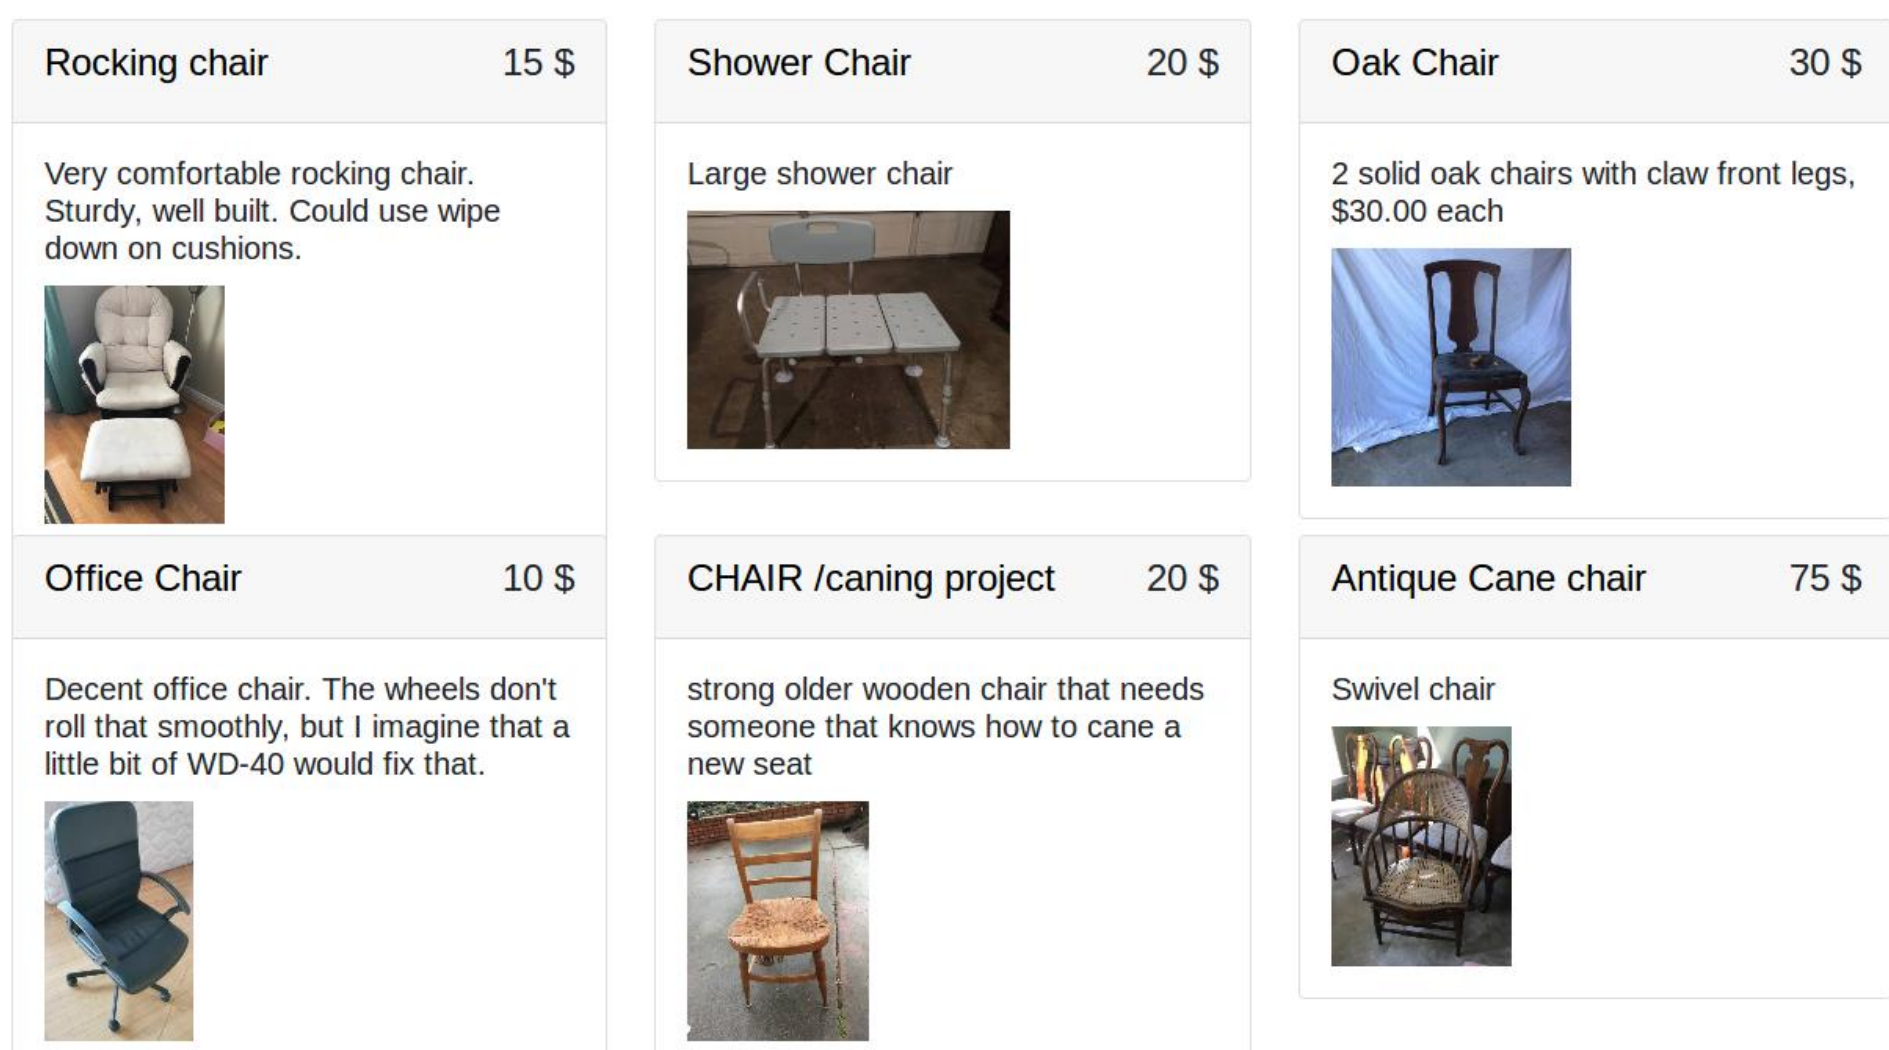 Rocking chair 15 $
Very comfortable rocking chair.
Sturdy, well built. Could use wipe
down on cushions.
Shower Chair 20 $
Large shower chair
Oak Chair 30 $
2 solid oak chairs with claw front legs,
$30.00 each
Office Chair 10 $
Decent office chair. The wheels don't
roll that smoothly, but I imagine that a
little bit of WD-40 would fix that.
CHAIR /caning project 20 $
strong older wooden chair that needs
someone that knows how to cane a
new seat
Antique Cane chair 75 $
Swivel chair